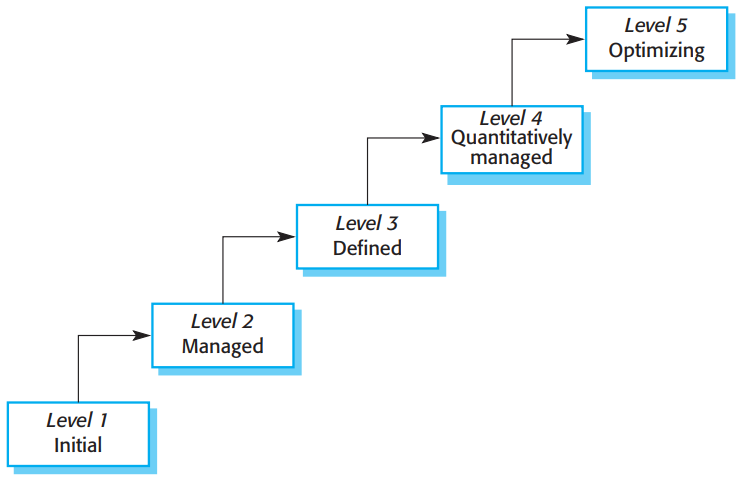 Level 5
Optimizing
Level 4
Quantitatively
managed
Level 3
Defined
Level 2
Managed
Level 1
Initial